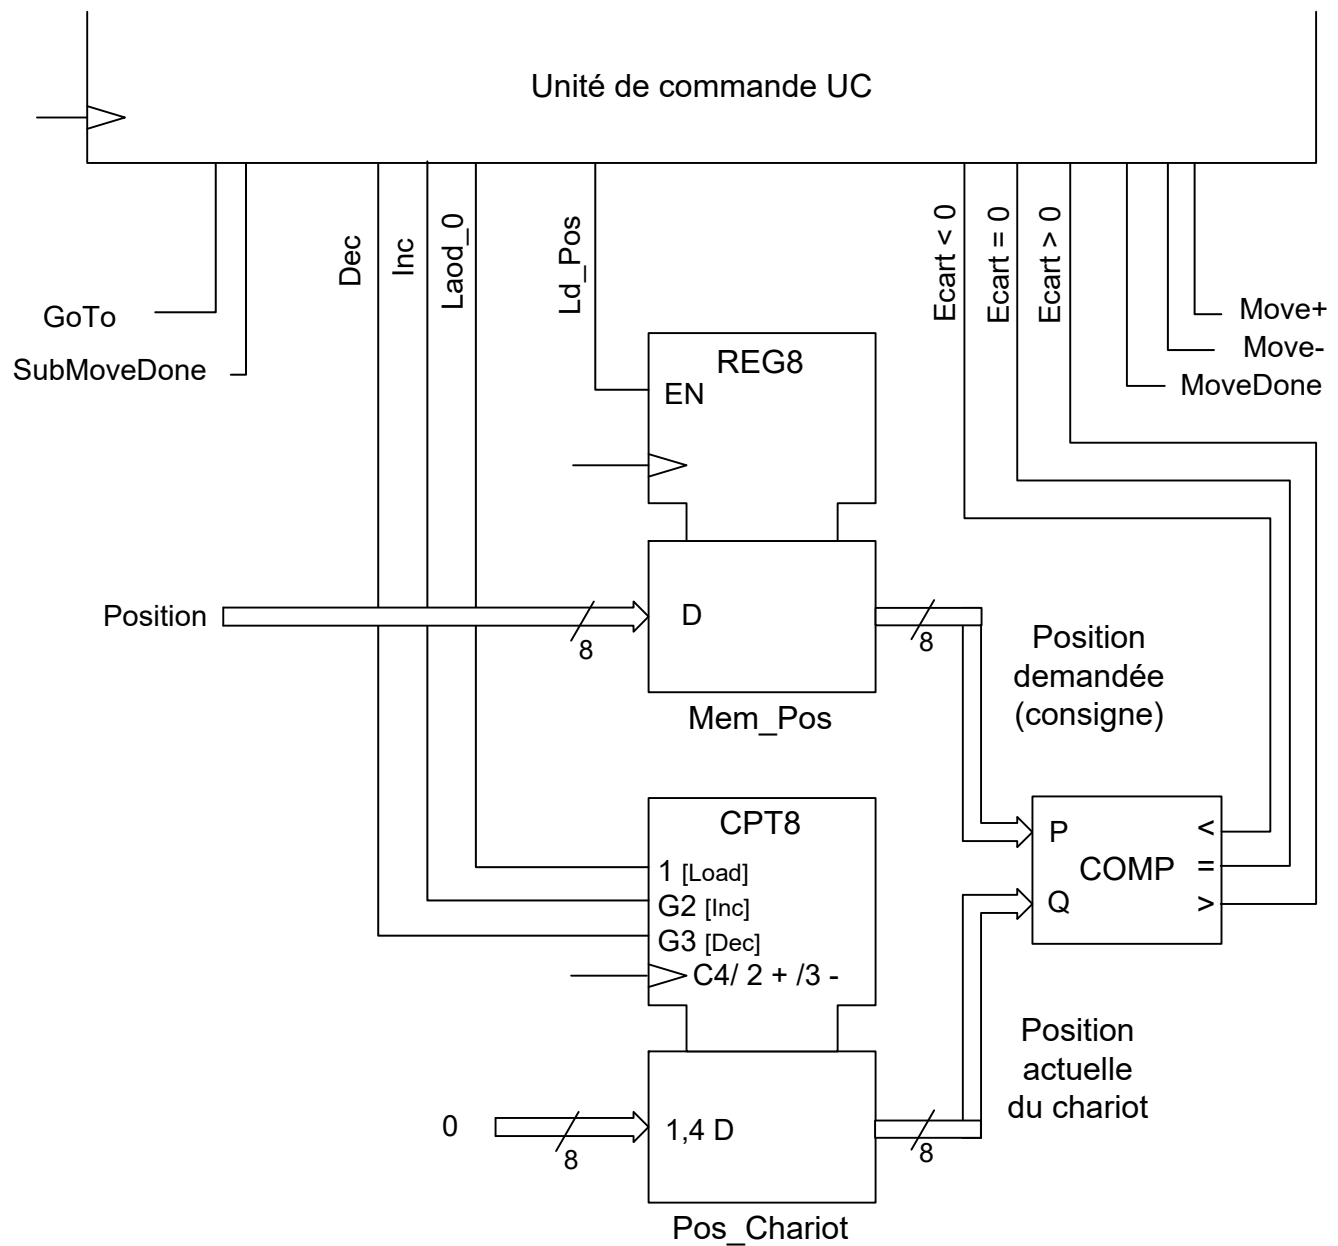 Unité de commande UC
Dec
Inc
Laod_0
Ld_Pos
Ecart < 0
Ecart = 0
Ecart > 0
GoTo
SubMoveDone
Move+
Move-
MoveDone
REG8
EN
Position
8
D
8
Mem_Pos
Position
demandée
(consigne)
CPT8
1 [Load]
G2 [Inc]
G3 [Dec]
C4/ 2 + /3 -
P
<
COMP
=
Q
>
Position
actuelle
du chariot
0
8
1,4 D
8
Pos_Chariot